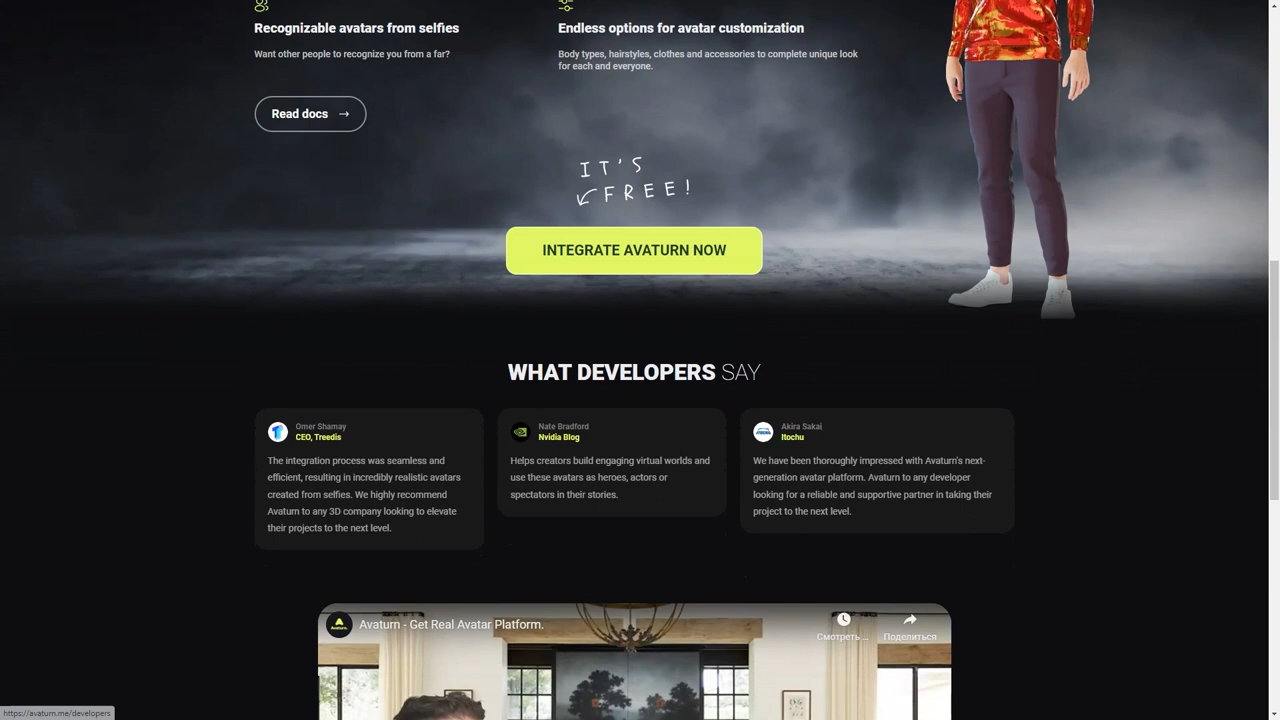 Recognizable avatars from selfies
Want other people to recognize you from a far?
Endless options for avatar customization
Body types, hairstyles, clothes and accessories to complete unique look
for each and everyone.
Read docs →
IT'S
FREE!
INTEGRATE AVATURN NOW
WHAT DEVELOPERS SAY
Omer Shamay
CEO, Treedis
The integration process was seamless and
efficient, resulting in incredibly realistic avatars
created from selfies. We highly recommend
Avaturn to any 3D company looking to elevate
their projects to the next level.
Nate Bradford
Nvidia Blog
Helps creators build engaging virtual worlds and
use these avatars as heroes, actors or
spectators in their stories.
Akira Sakai
Itochu
We have been thoroughly impressed with Avaturn's next-
generation avatar platform. Avaturn to any developer
looking for a reliable and supportive partner in taking their
project to the next level.
Avaturn.
Avaturn - Get Real Avatar Platform.
Смотреть ...
Поделиться
https://avaturn.me/developers